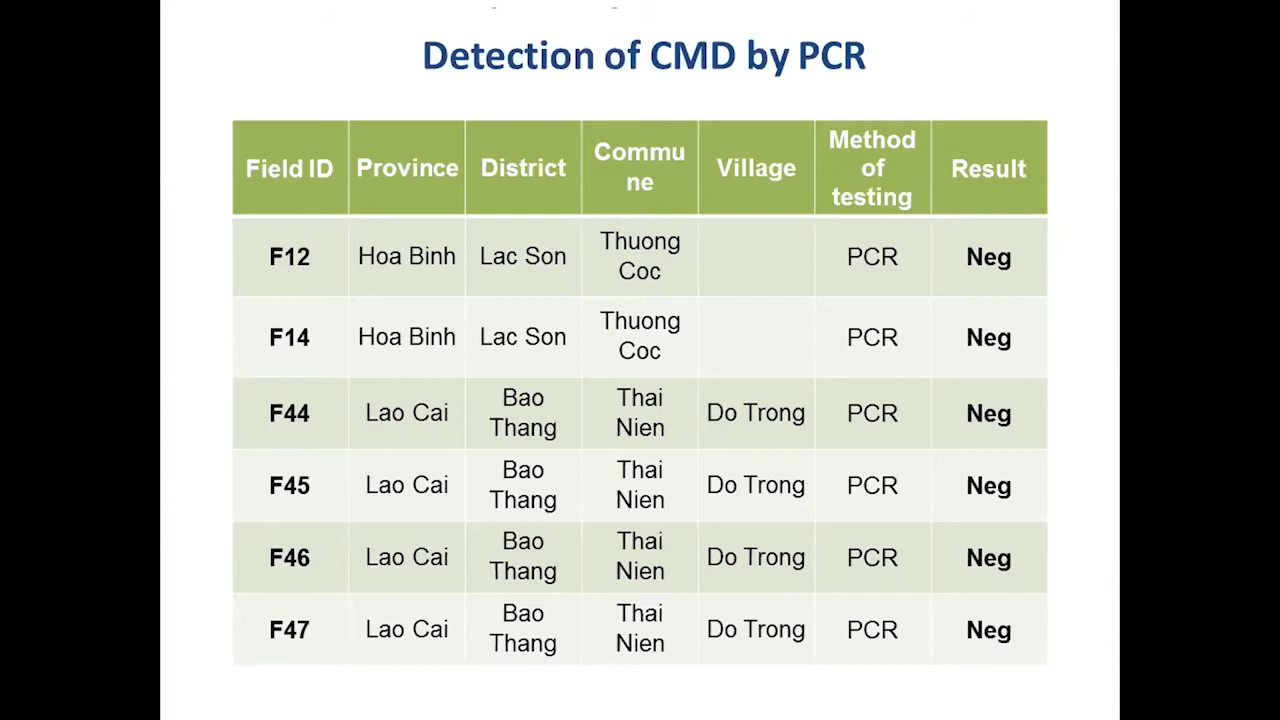 Detection of CMD by PCR
Field ID Province District Commu ne Village Method of testing Result
F12 Hoa Binh Lac Son Thuong Coc PCR Neg
F14 Hoa Binh Lac Son Thuong Coc PCR Neg
F44 Lao Cai Bao Thang Thai Nien Do Trong PCR Neg
F45 Lao Cai Bao Thang Thai Nien Do Trong PCR Neg
F46 Lao Cai Bao Thang Thai Nien Do Trong PCR Neg
F47 Lao Cai Bao Thang Thai Nien Do Trong PCR Neg